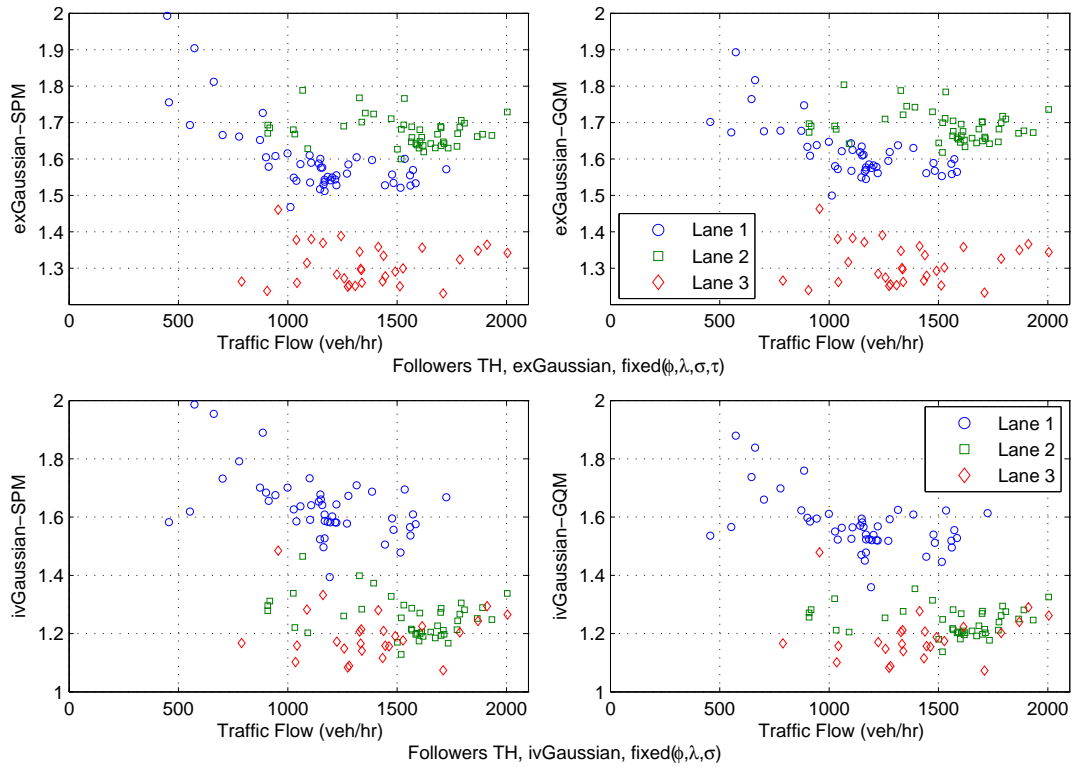 2
1.9
1.8
1.7
1.6
1.5
1.4
1.3
exGaussian−SPM
0 500 1000 1500 2000
Traffic Flow (veh/hr)
2
1.9
1.8
1.7
1.6
1.5
1.4
1.3
exGaussian−GQM
Lane 1
Lane 2
Lane 3
0 500 1000 1500 2000
Traffic Flow (veh/hr)
Followers TH, exGaussian, fixed(ϕ,λ,σ,τ)
2
1.8
1.6
1.4
1.2
1
ivGaussian−SPM
0 500 1000 1500 2000
Traffic Flow (veh/hr)
2
1.8
1.6
1.4
1.2
1
ivGaussian−GQM
Lane 1
Lane 2
Lane 3
0 500 1000 1500 2000
Traffic Flow (veh/hr)
Followers TH, ivGaussian, fixed(ϕ,λ,σ)